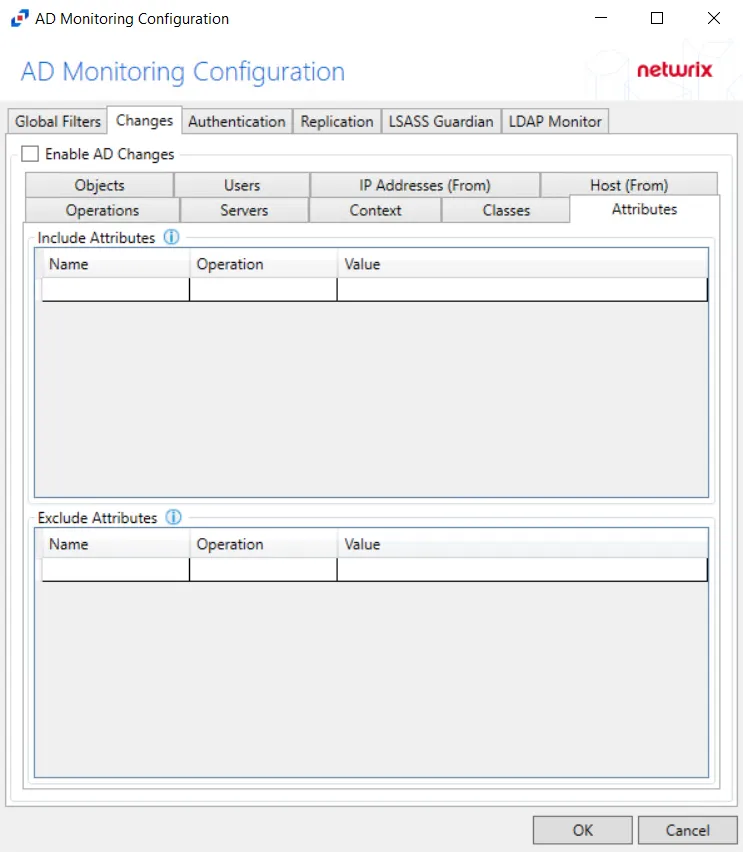 AD Monitoring Configuration
AD Monitoring Configuration
netwrix
Global Filters Changes Authentication Replication LSASS Guardian LDAP Monitor
Enable AD Changes
Objects Users IP Addresses (From) Host (From)
Operations Servers Context Classes Attributes
Include Attributes
Name Operation Value
Exclude Attributes
Name Operation Value
OK Cancel